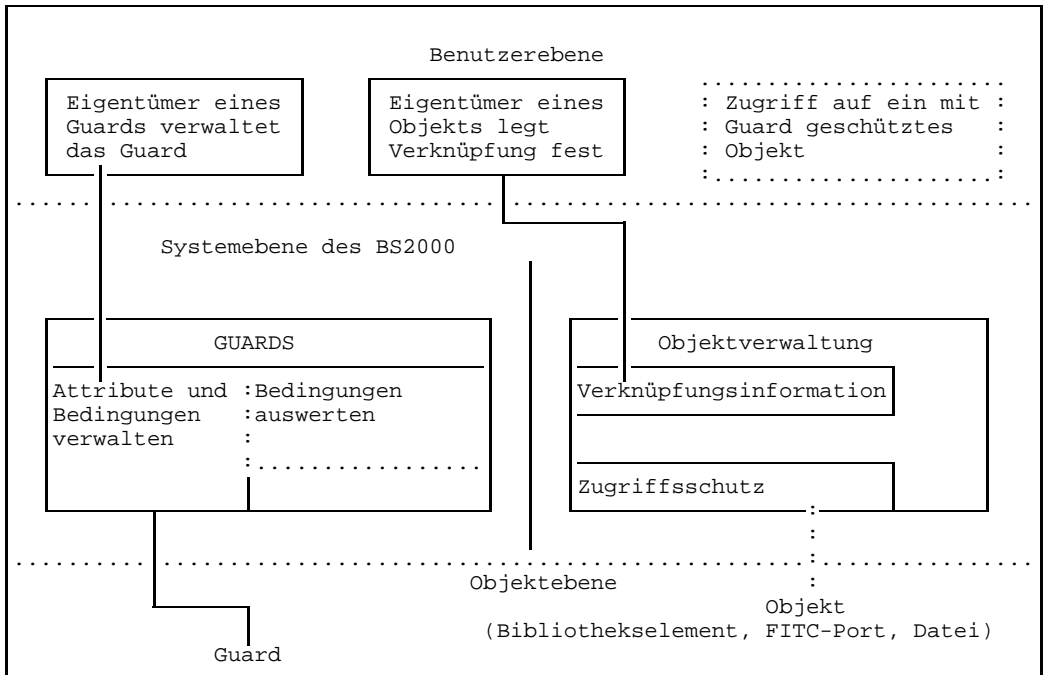 Benutzerebene
Eigentümer eines
Guards verwaltet
das Guard
Eigentümer eines
Objekts legt
Verknüpfung fest
Zugriff auf ein mit
Guard geschütztes
Objekt
Systemebene des BS2000
GUARDS
Attribute und
Bedingungen
verwalten
Bedingungen
auswerten
Objektverwaltung
Verknüpfungsinformation
Zugriffsschutz
Objektebene
Objekt
(Bibliothekselement, FITC-Port, Datei)
Guard